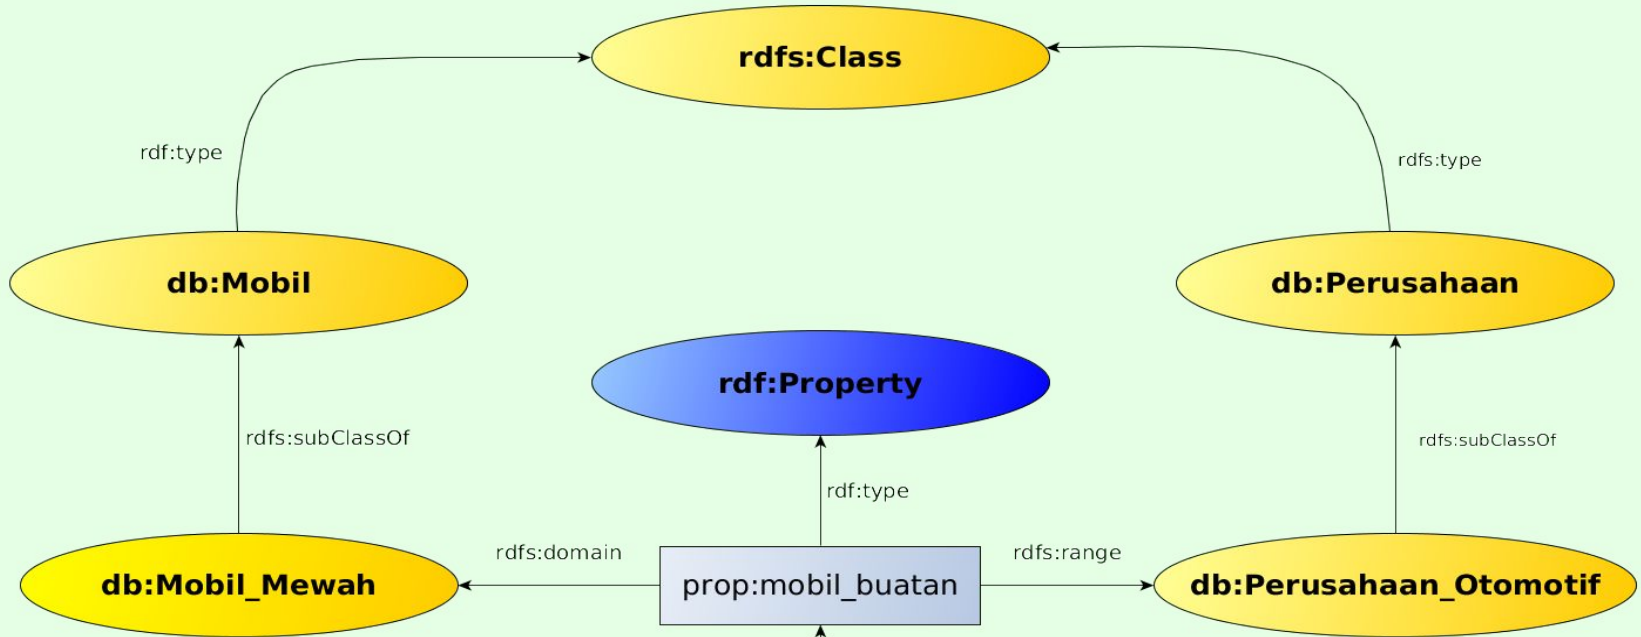 rdfs:Class
rdf:type
rdfs:type
db:Mobil
db:Perusahaan
rdf:Property
rdfs:subClassOf
rdfs:subClassOf
rdf:type
rdfs:domain
rdfs:range
db:Mobil_Mewah
prop:mobil_buatan
db:Perusahaan_Otomotif